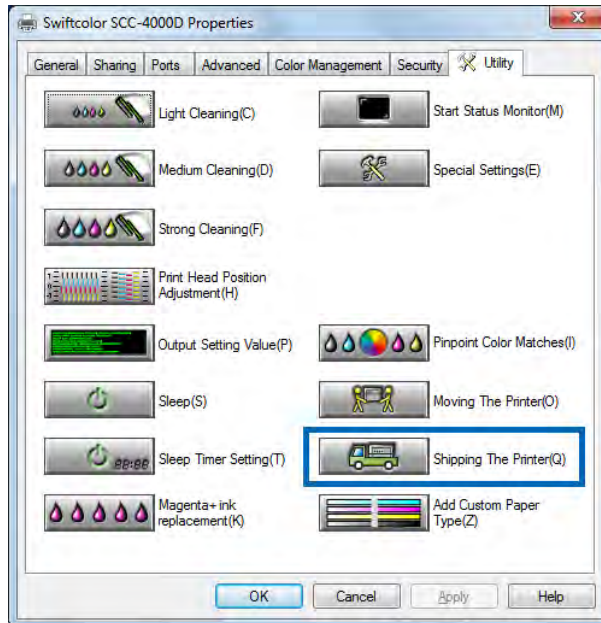 Swiftcolor SCC-4000D Properties
General Sharing Ports Advanced Color Management Security Utility
Light Cleaning(C) Start Status Monitor(M)
Medium Cleaning(D) Special Settings(E)
Strong Cleaning(F)
Print Head Position
Adjustment(H)
Output Setting Value(P) Pinpoint Color Matches(I)
Sleep(S) Moving The Printer(O)
88:88 Sleep Timer Setting(T) Shipping The Printer(Q)
Magenta+ ink Add Custom Paper
replacement(K) Type(Z)
OK Cancel Apply Help